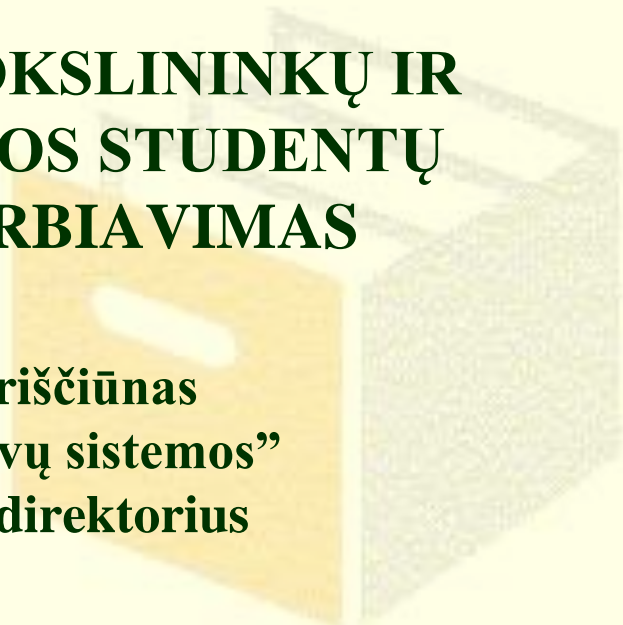 OKSLININKŲ IR
OS STUDENTŲ
RBIAVIMAS
riščiūnas
vų sistemos”
direktorius